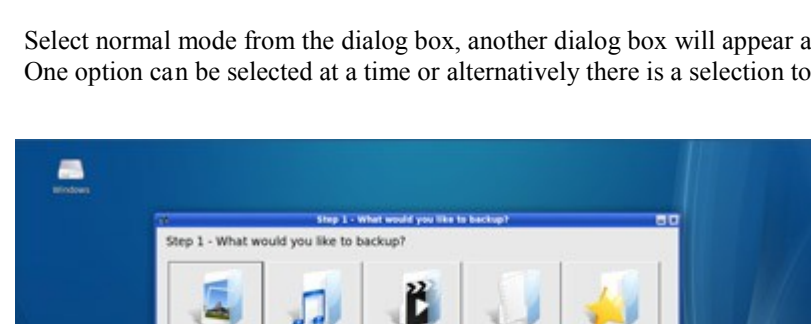 Select normal mode from the dialog box, another dialog box will appear a
One option can be selected at a time or alternatively there is a selection to
Windows
Step 1 - What would you like to backup?
Step 1 - What would you like to backup?